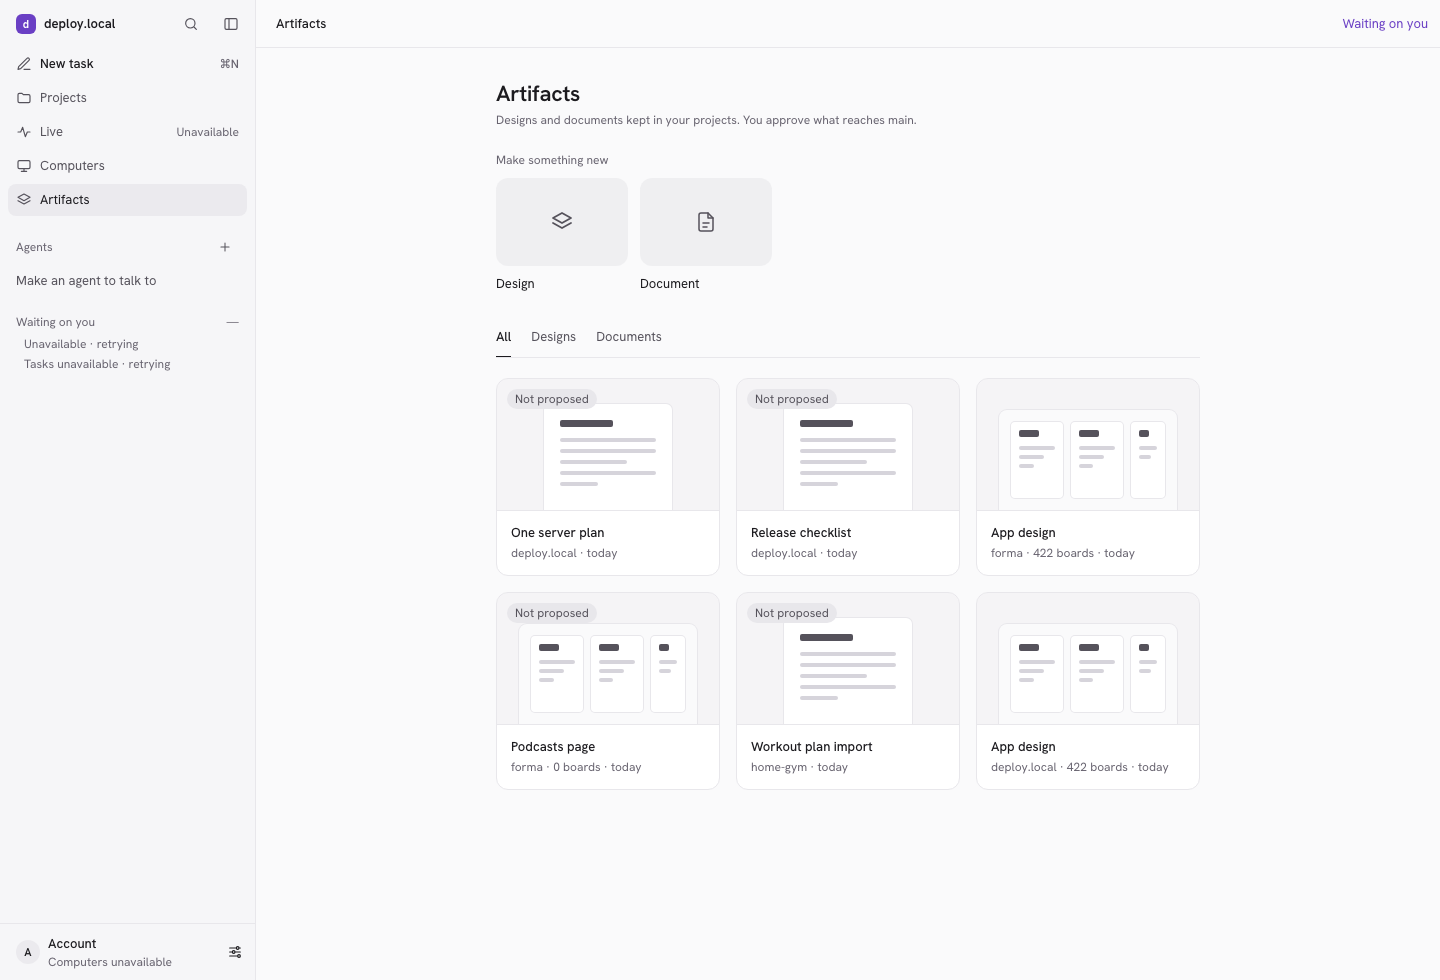 d deploy.local
New task ⌘N
Projects
Live Unavailable
Computers
Artifacts
Agents
Make an agent to talk to
Waiting on you
Unavailable · retrying
Tasks unavailable · retrying
A Account
Computers unavailable
Artifacts
Waiting on you
Artifacts
Designs and documents kept in your projects. You approve what reaches main.
Make something new
Design
Document
All Designs Documents
Not proposed
One server plan
deploy.local · today
Not proposed
Release checklist
deploy.local · today
App design
forma · 422 boards · today
Not proposed
Podcasts page
forma · 0 boards · today
Not proposed
Workout plan import
home-gym · today
App design
deploy.local · 422 boards · today